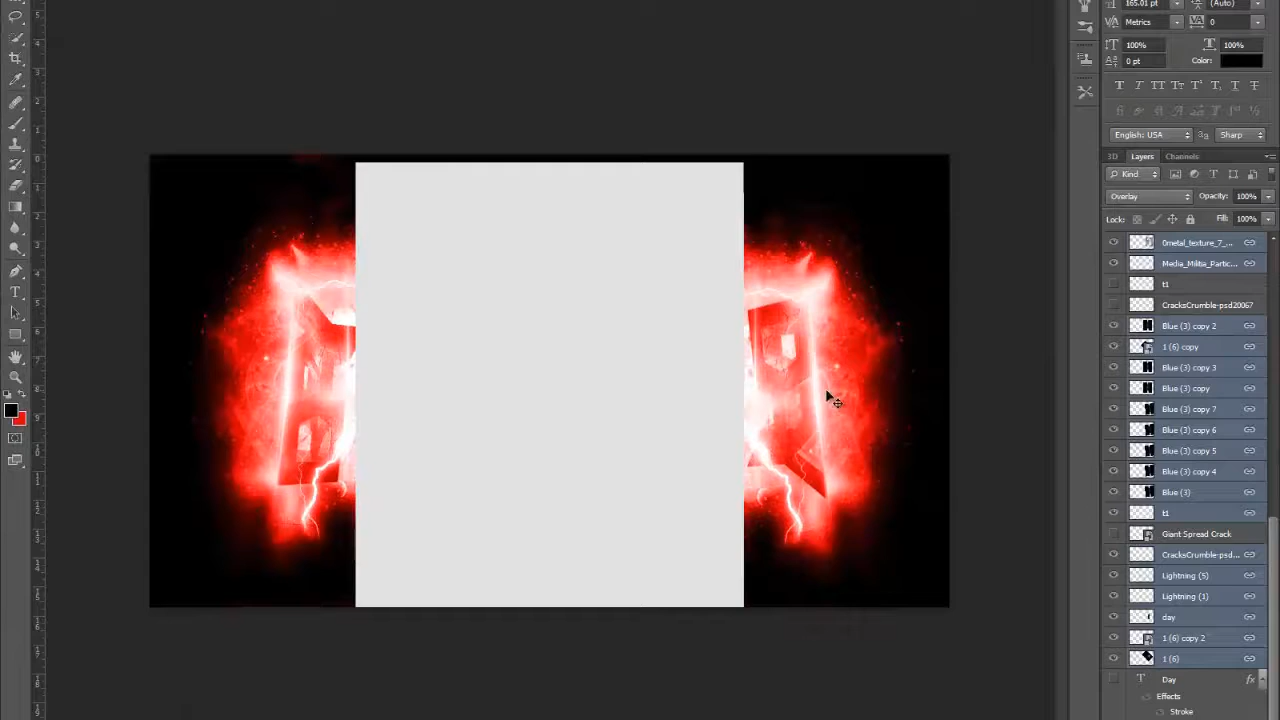 165.01 pt (Auto)
Metrics 0
100% 100%
0 pt Color:
English: USA Sharp
3D Layers Channels
Kind
Overlay Opacity: 100%
Lock: Fill: 100%
0metal_texture_7_...
Media_Militia_Partic...
t1
CracksCrumble-psd20067
Blue (3) copy 2
1 (6) copy
Blue (3) copy 3
Blue (3) copy
Blue (3) copy 7
Blue (3) copy 6
Blue (3) copy 5
Blue (3) copy 4
Blue (3)
t1
Giant Spread Crack
CracksCrumble-psd...
Lightning (5)
Lightning (1)
day
1 (6) copy 2
1 (6)
Day fx
Effects
Stroke